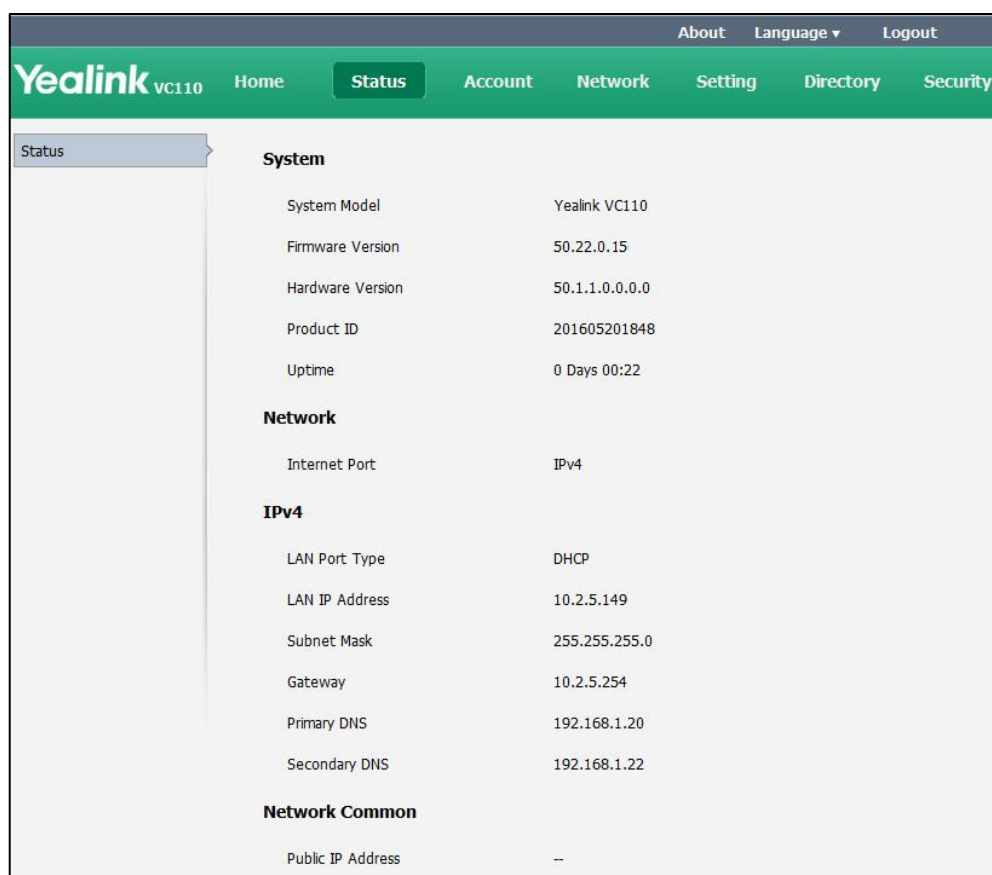 About Language ▾ Logout
Yealink VC110 Home Status Account Network Setting Directory Security
Status
System
System Model Yealink VC110
Firmware Version 50.22.0.15
Hardware Version 50.1.1.0.0.0.0
Product ID 201605201848
Uptime 0 Days 00:22
Network
Internet Port IPv4
IPv4
LAN Port Type DHCP
LAN IP Address 10.2.5.149
Subnet Mask 255.255.255.0
Gateway 10.2.5.254
Primary DNS 192.168.1.20
Secondary DNS 192.168.1.22
Network Common
Public IP Address --